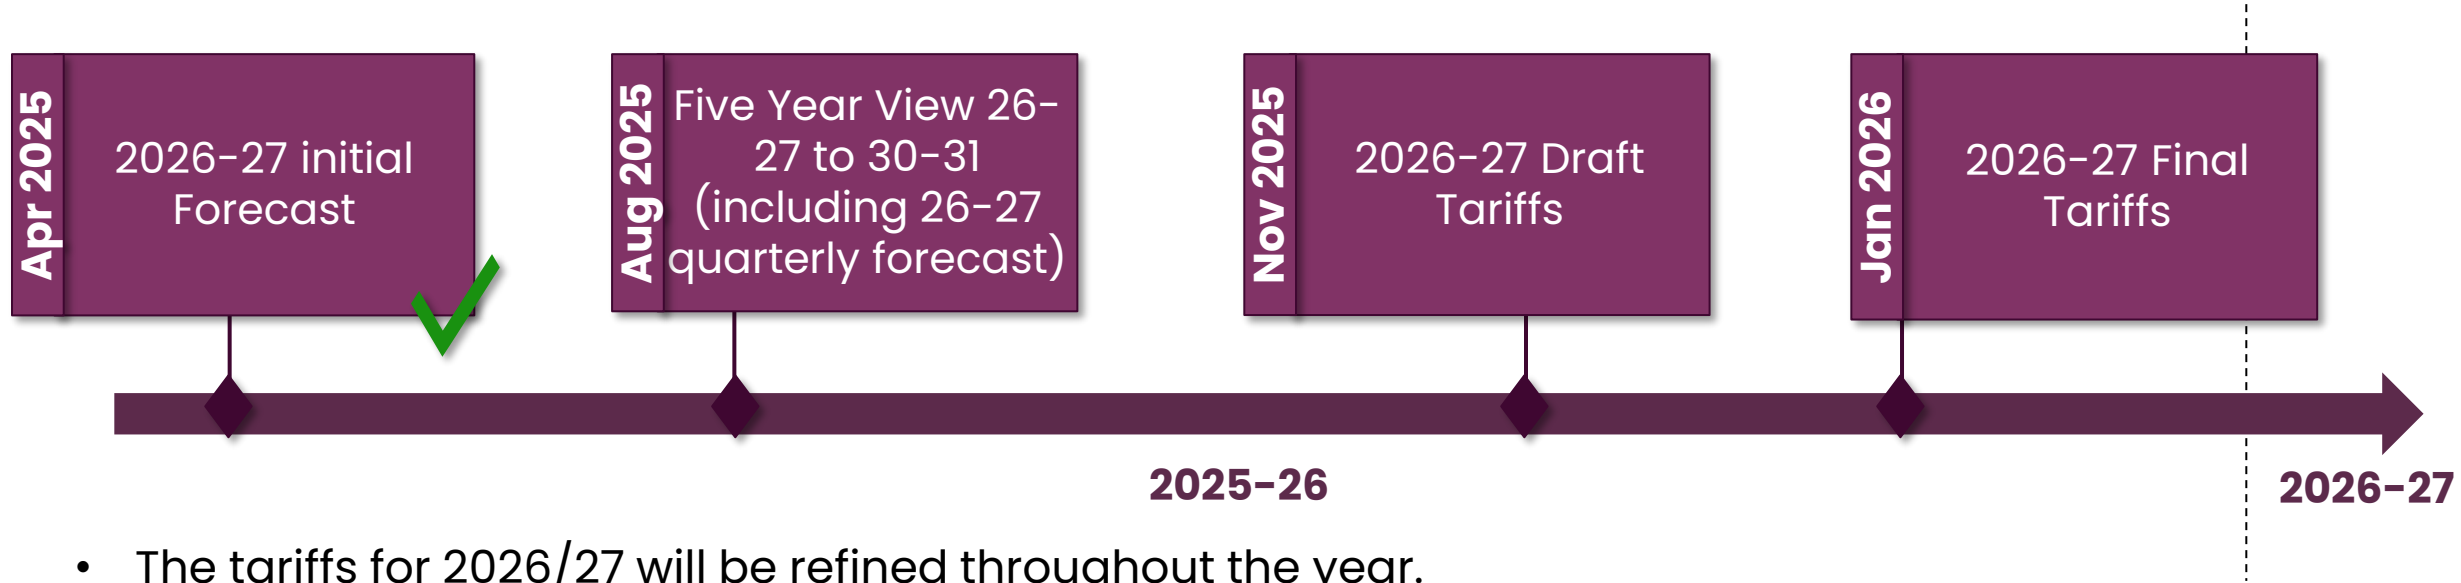 Apr 2025
2026-27 initial
Forecast
Aug 2025
Five Year View 26-
27 to 30-31
(including 26-27
quarterly forecast)
Nov 2025
2026-27 Draft
Tariffs
Jan 2026
2026-27 Final
Tariffs
2025-26
2026-27
• The tariffs for 2026/27 will be refined throughout the year.